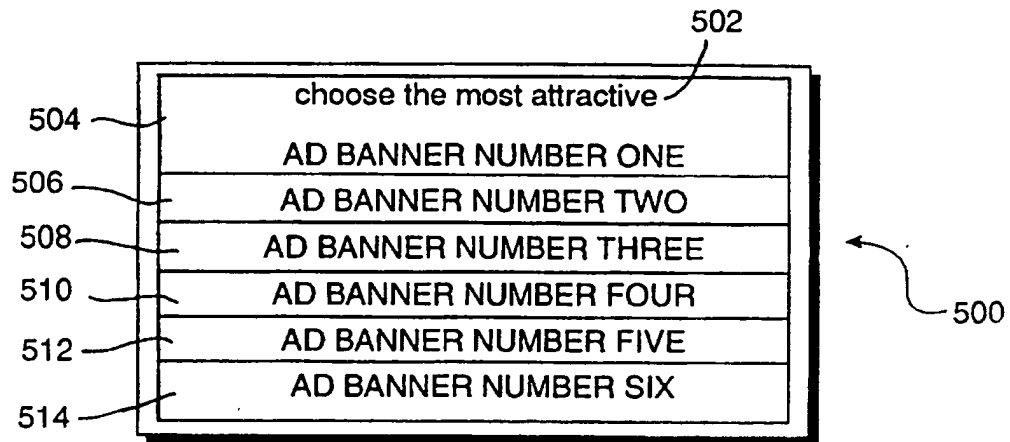 502
choose the most attractive
504
AD BANNER NUMBER ONE
506
AD BANNER NUMBER TWO
508
AD BANNER NUMBER THREE
510
AD BANNER NUMBER FOUR
500
512
AD BANNER NUMBER FIVE
514
AD BANNER NUMBER SIX